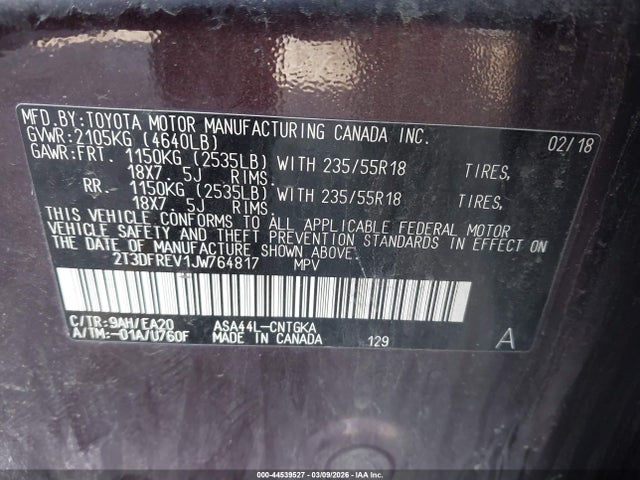 MFD.BY:TOYOTA MOTOR MANUFACTURING CANADA INC.
GVWR:2105KG (4640LB) 02/18
GAWR:FRT. 1150KG (2535LB) WITH 235/55R18 TIRES,
18X7. 5J RIMS.
RR. 1150KG (2535LB) WITH 235/55R18 TIRES,
18X7. 5J RIMS.
THIS VEHICLE CONFORMS TO ALL APPLICABLE FEDERAL MOTOR
VEHICLE SAFETY AND THEFT PREVENTION STANDARDS IN EFFECT ON
THE DATE OF MANUFACTURE SHOWN ABOVE.
2T3DFREV1JW764817 MPV
C/TR:9AH/EA20 ASA44L-CNTGKA
A/TM:-01A/U760F MADE IN CANADA 129 A
000-44539527 - 03/09/2026 - IAA Inc.